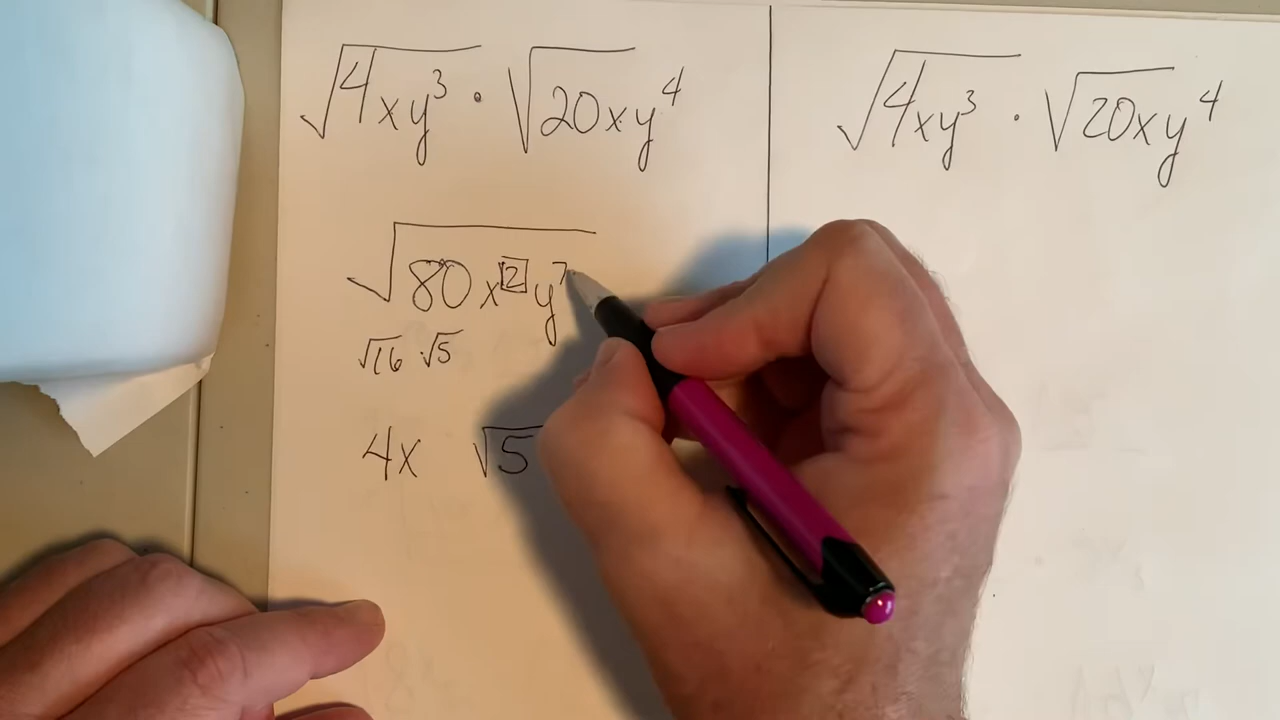 √4xy³ · √20xy⁴
√80x²y⁷
√16 √5
4x √5
√4xy³ · √20xy⁴